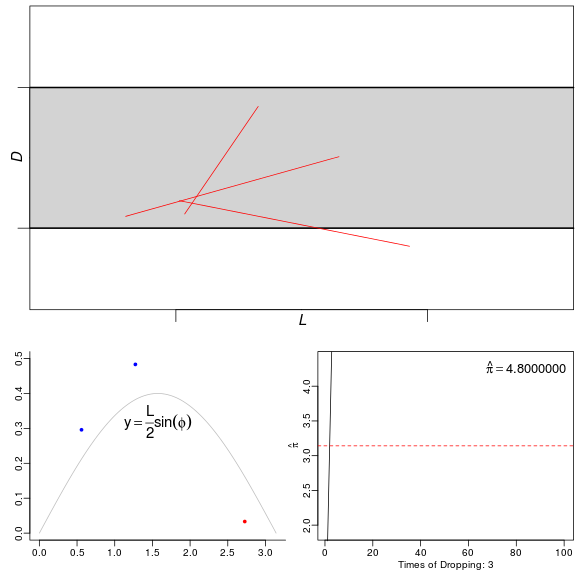 D
L
0.5
0.4
0.3
0.2
0.1
0.0
y = L/2 sin(ϕ)
0.0 0.5 1.0 1.5 2.0 2.5 3.0
π̂ = 4.8000000
4.0
3.5
3.0
2.5
2.0
π̂
0 20 40 60 80 100
Times of Dropping: 3